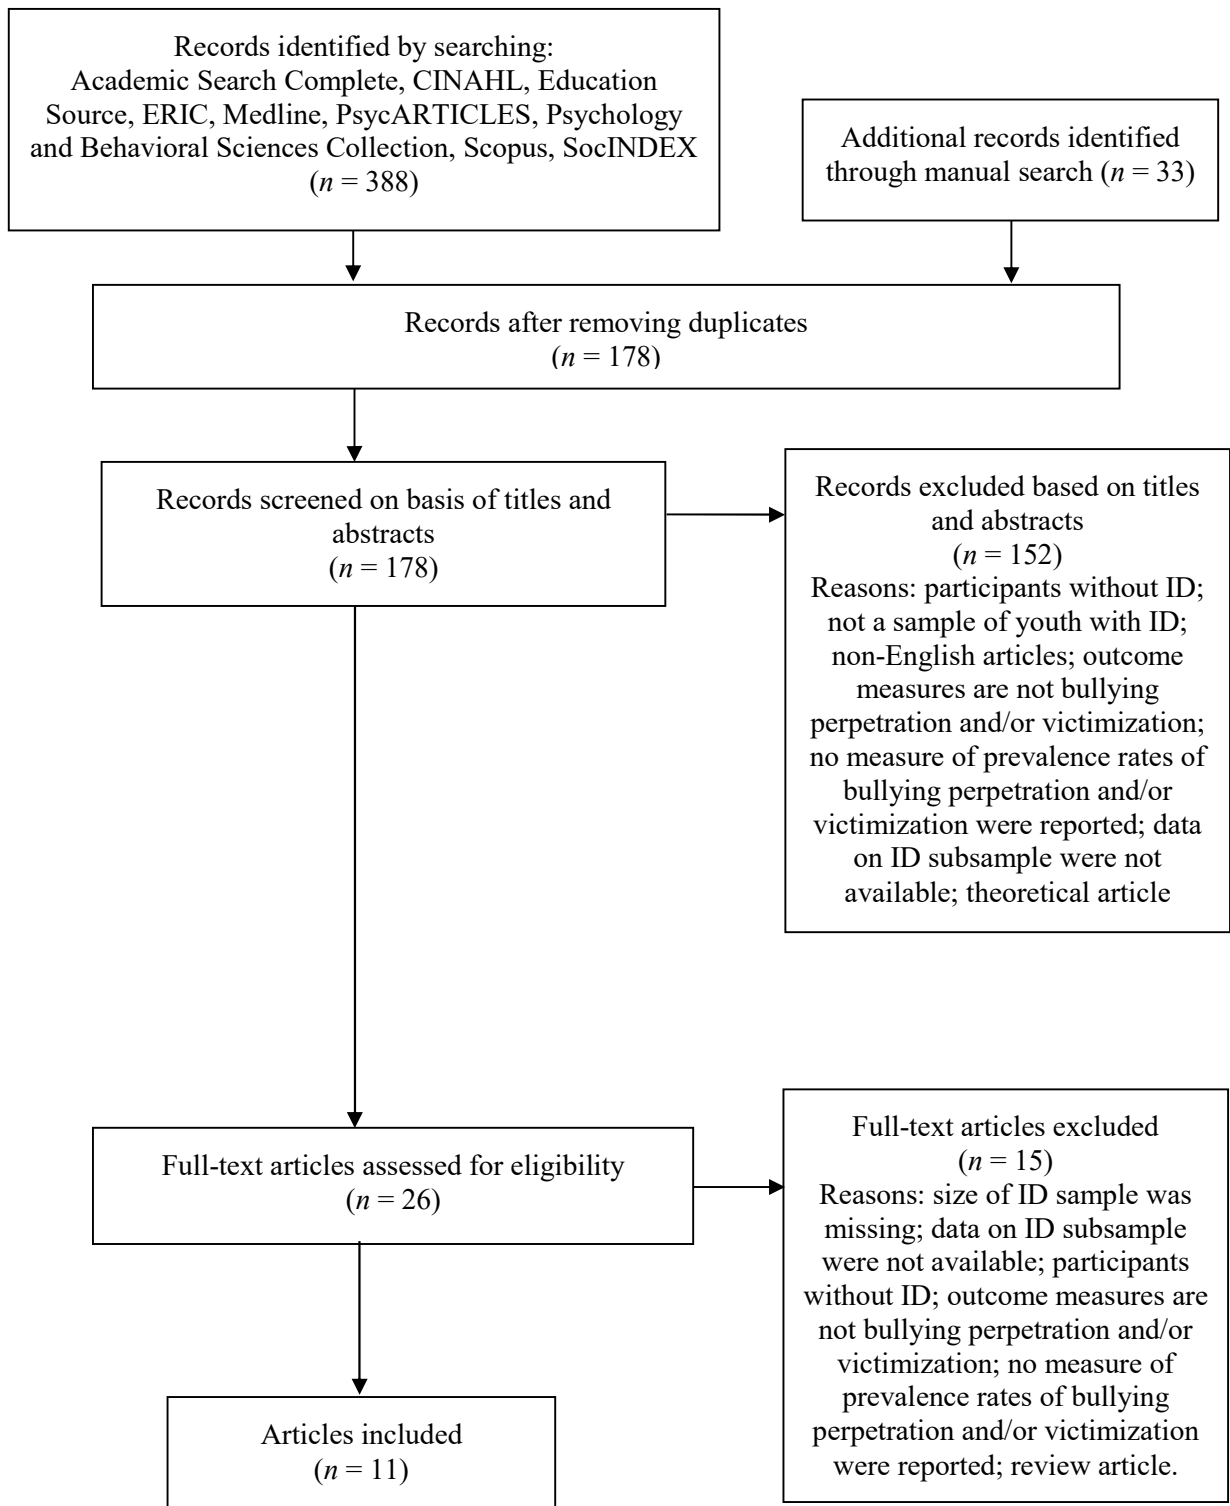 Records identified by searching:
Academic Search Complete, CINAHL, Education
Source, ERIC, Medline, PsycARTICLES, Psychology
and Behavioral Sciences Collection, Scopus, SocINDEX
(n = 388)
Additional records identified
through manual search (n = 33)
Records after removing duplicates
(n = 178)
Records screened on basis of titles and
abstracts
(n = 178)
Records excluded based on titles
and abstracts
(n = 152)
Reasons: participants without ID;
not a sample of youth with ID;
non-English articles; outcome
measures are not bullying
perpetration and/or victimization;
no measure of prevalence rates of
bullying perpetration and/or
victimization were reported; data
on ID subsample were not
available; theoretical article
Full-text articles assessed for eligibility
(n = 26)
Full-text articles excluded
(n = 15)
Reasons: size of ID sample was
missing; data on ID subsample
were not available; participants
without ID; outcome measures are
not bullying perpetration and/or
victimization; no measure of
prevalence rates of bullying
perpetration and/or victimization
were reported; review article.
Articles included
(n = 11)